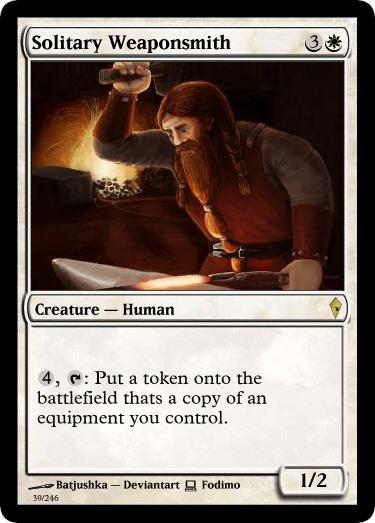 Solitary Weaponsmith 3
Creature — Human
4, : Put a token onto the
battlefield thats a copy of an
equipment you control.
Batjushka — Deviantart Fodimo
1/2
39/246